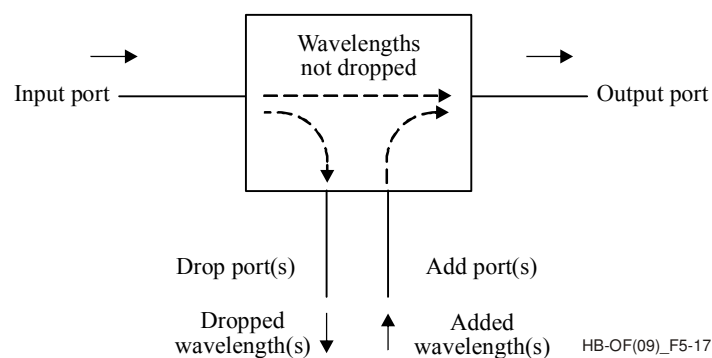 Wavelengths
not dropped
Input port
Output port
Drop port(s)
Add port(s)
Dropped
wavelength(s)
Added
wavelength(s)
HB-OF(09)_F5-17